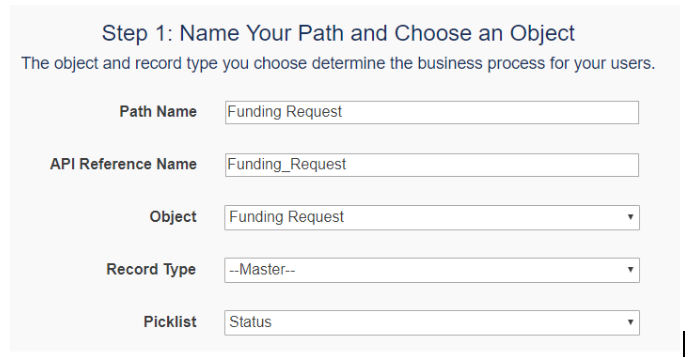 Step 1: Name Your Path and Choose an Object
The object and record type you choose determine the business process for your users.
Path Name Funding Request
API Reference Name Funding_Request
Object Funding Request
Record Type --Master--
Picklist Status